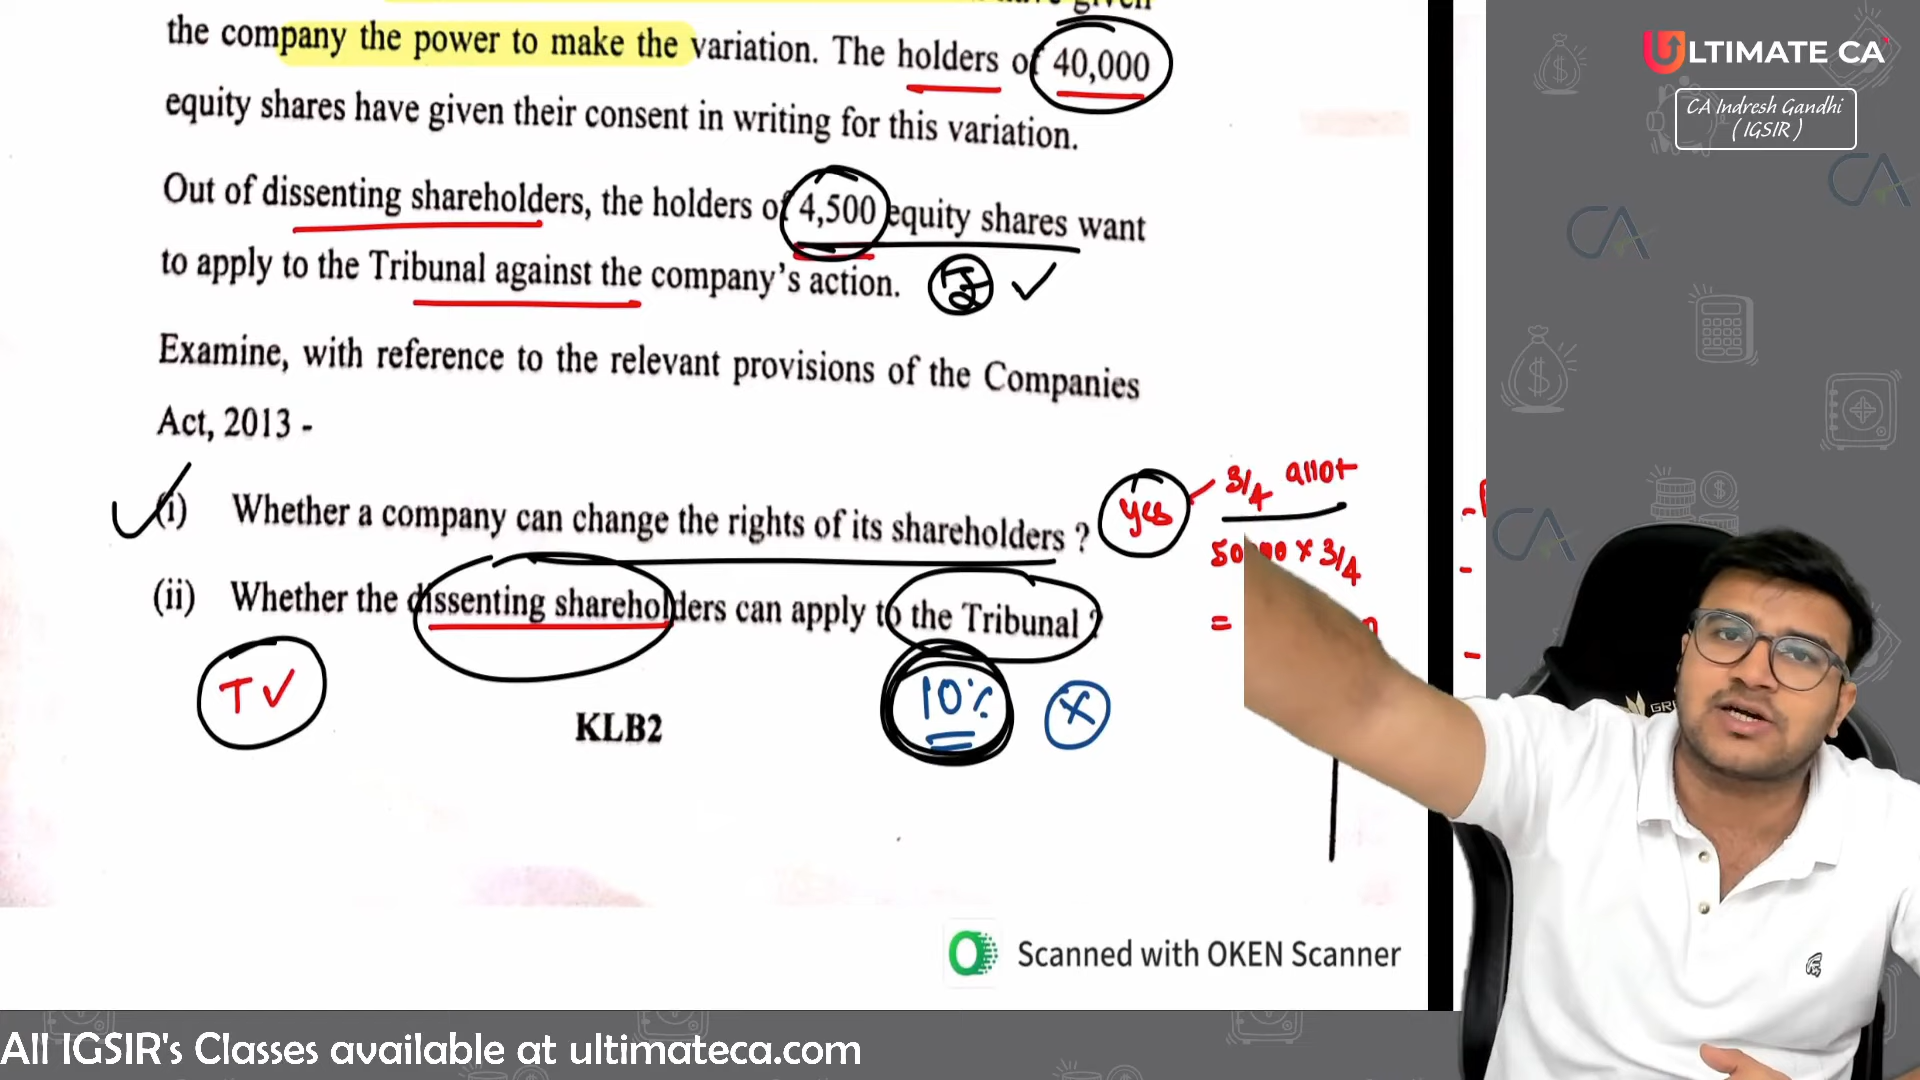 the company the power to make the variation. The holders of 40,000
equity shares have given their consent in writing for this variation.
Out of dissenting shareholders, the holders of 4,500 equity shares want
to apply to the Tribunal against the company's action.
Examine, with reference to the relevant provisions of the Companies
Act, 2013 -
(i) Whether a company can change the rights of its shareholders ?
yes
3/4 allot
× 3/4
=
(ii) Whether the dissenting shareholders can apply to the Tribunal ?
T ✓
10%
×
KLB2
Scanned with OKEN Scanner
ULTIMATE CA
CA Indresh Gandhi
( IGSIR )
All IGSIR's Classes available at ultimateca.com